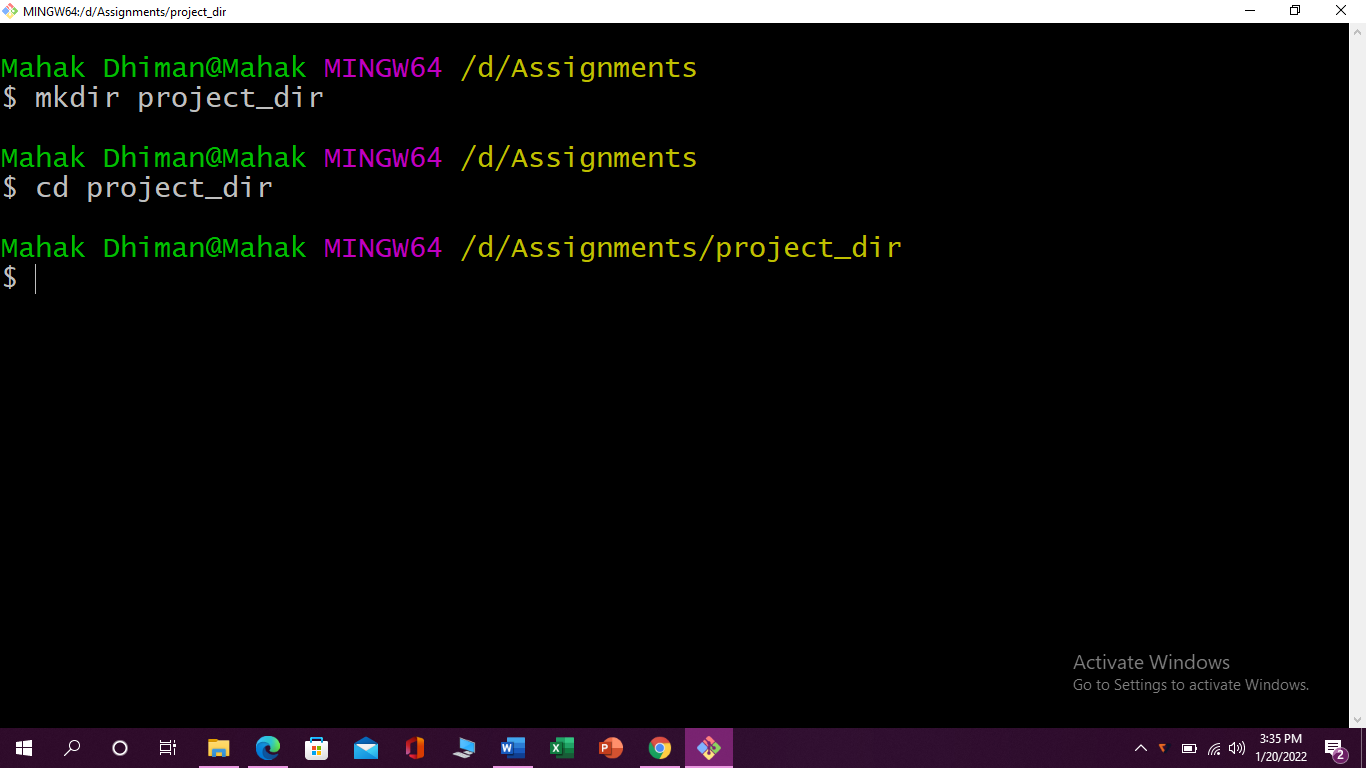 MINGW64:/d/Assignments/project_dir
Mahak Dhiman@Mahak MINGW64 /d/Assignments
$ mkdir project_dir
Mahak Dhiman@Mahak MINGW64 /d/Assignments
$ cd project_dir
Mahak Dhiman@Mahak MINGW64 /d/Assignments/project_dir
$
Activate Windows
Go to Settings to activate Windows.
3:35 PM
1/20/2022
2